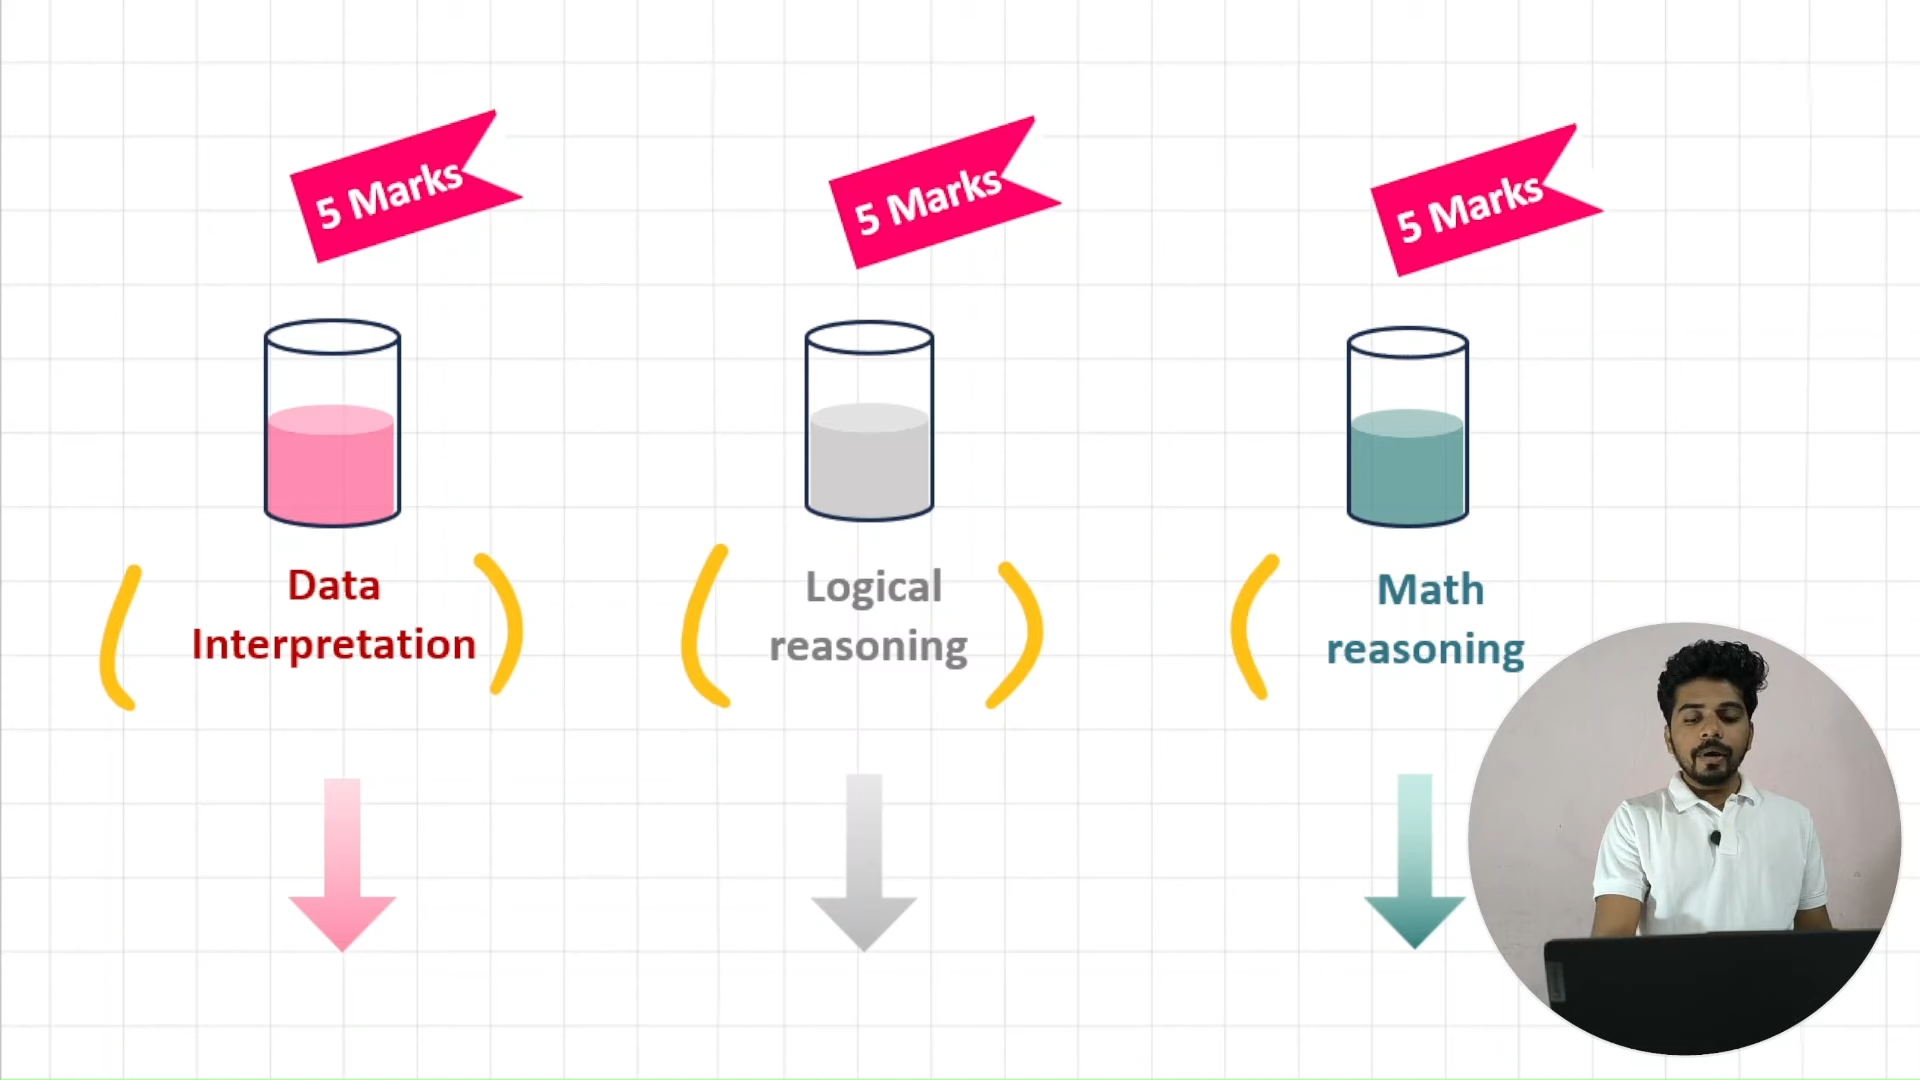 5 Marks
5 Marks
5 Marks
Data
Interpretation
Logical
reasoning
Math
reasoning